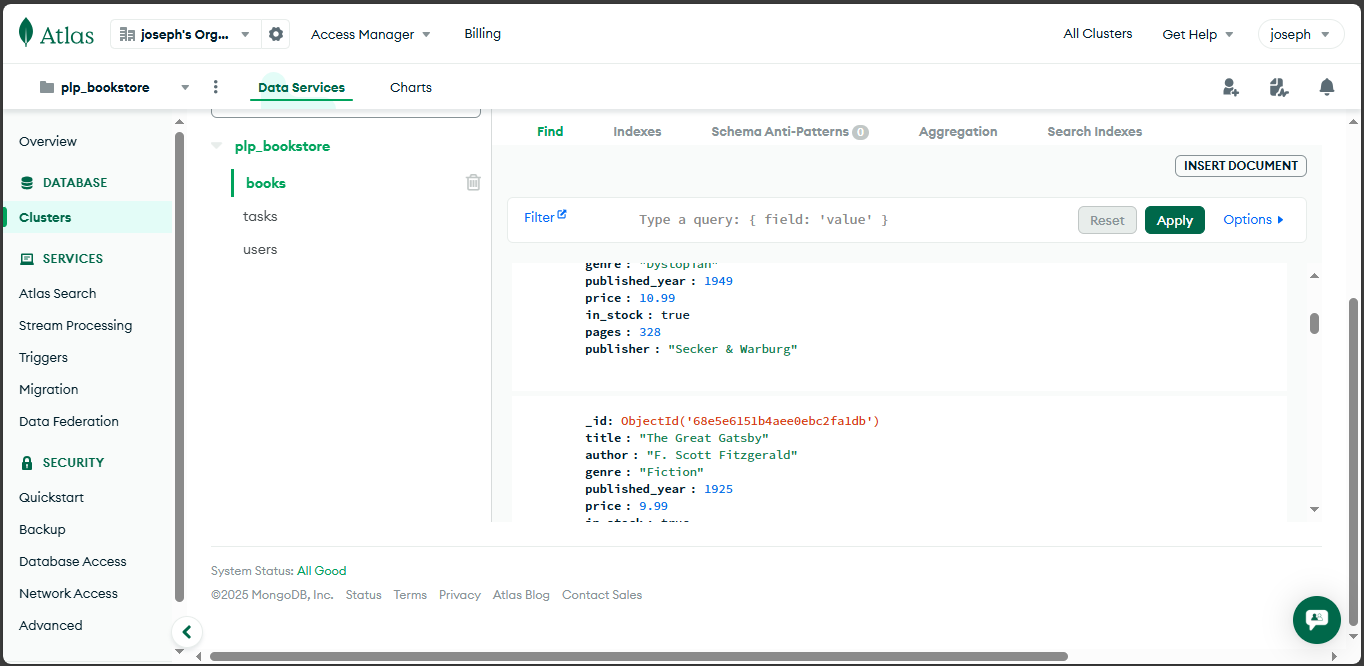 Atlas
joseph's Org...
Access Manager
Billing
All Clusters
Get Help
joseph
plp_bookstore
Data Services
Charts
Overview
DATABASE
Clusters
SERVICES
Atlas Search
Stream Processing
Triggers
Migration
Data Federation
SECURITY
Quickstart
Backup
Database Access
Network Access
Advanced
plp_bookstore
books
tasks
users
Find
Indexes
Schema Anti-Patterns 0
Aggregation
Search Indexes
INSERT DOCUMENT
Filter
Type a query: { field: 'value' }
Reset
Apply
Options
genre : "Dystopian"
published_year : 1949
price : 10.99
in_stock : true
pages : 328
publisher : "Secker & Warburg"
_id: ObjectId('68e5e6151b4aee0ebc2fa1db')
title : "The Great Gatsby"
author : "F. Scott Fitzgerald"
genre : "Fiction"
published_year : 1925
price : 9.99
in_stock : true
System Status: All Good
©2025 MongoDB, Inc.
Status
Terms
Privacy
Atlas Blog
Contact Sales